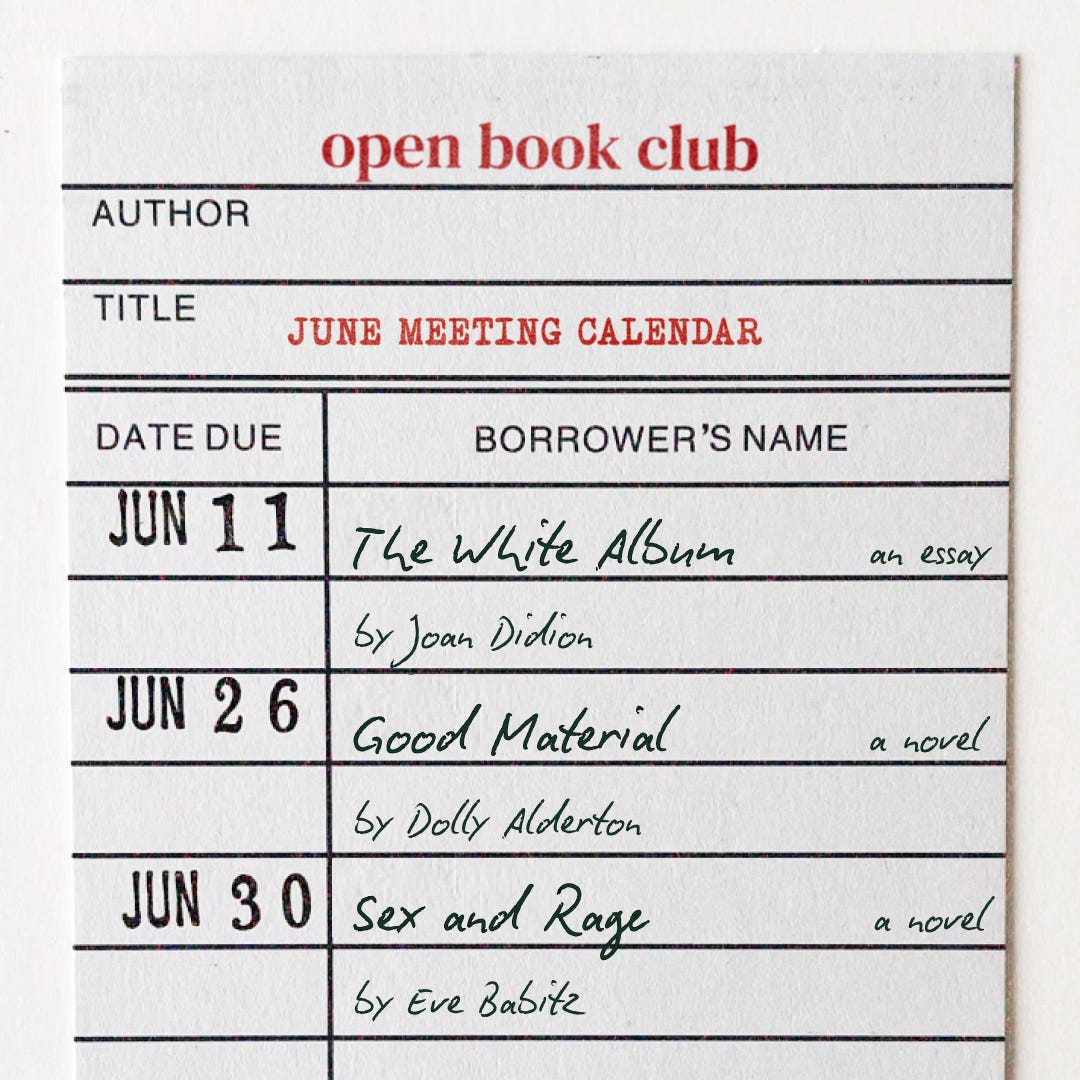 open book club
AUTHOR
TITLE
JUNE MEETING CALENDAR
DATE DUE
BORROWER'S NAME
JUN 11
The White Album
an essay
by Joan Didion
JUN 26
Good Material
a novel
by Dolly Alderton
JUN 30
Sex and Rage
a novel
by Eve Babitz